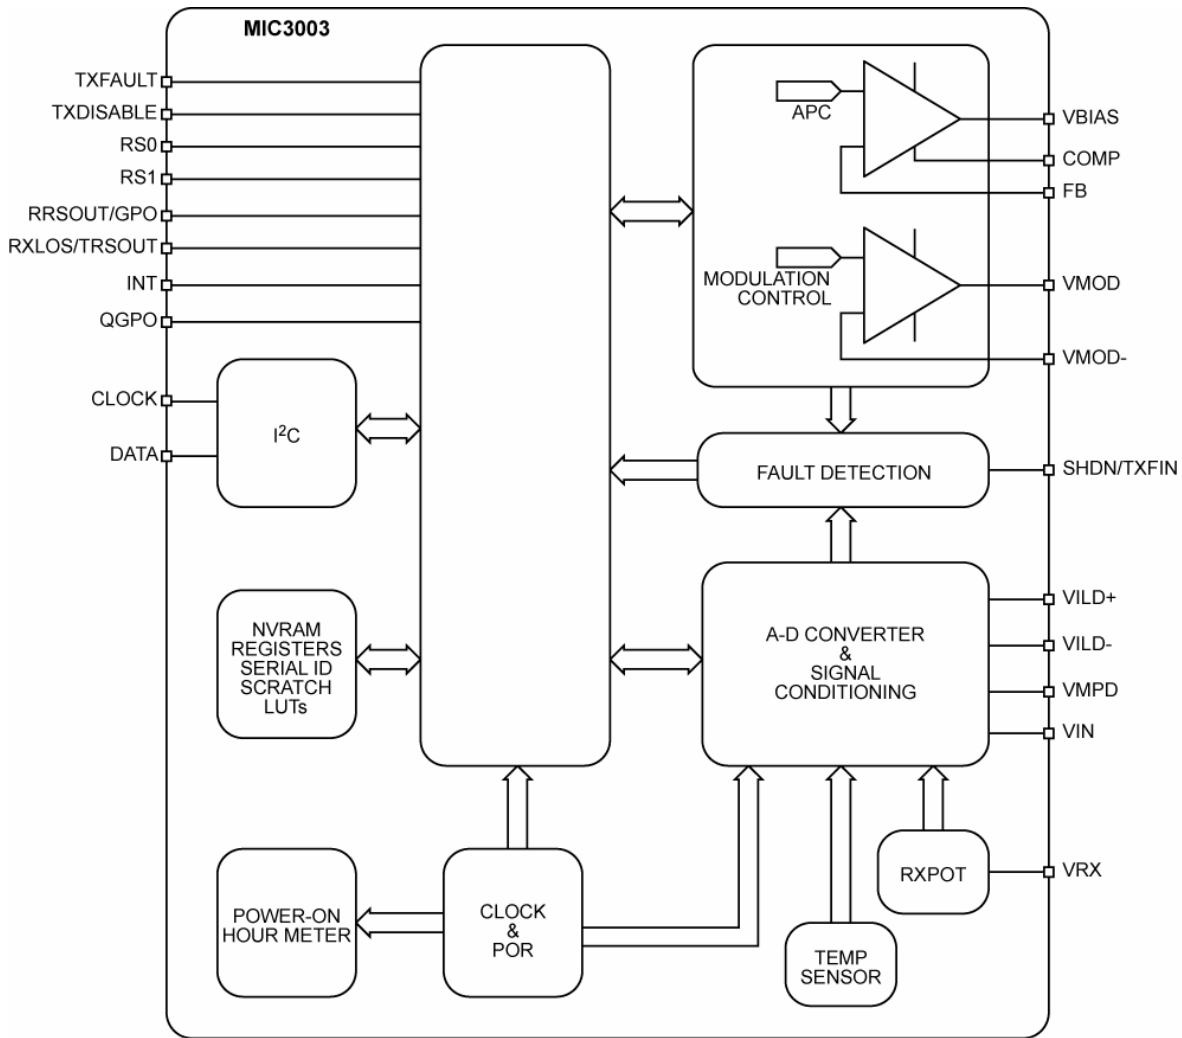 MIC3003
TXFAULT
TXDISABLE
RS0
RS1
RRSOUT/GPO
RXLOS/TRSOUT
INT
QGPO
CLOCK
DATA
I²C
NVRAM
REGISTERS
SERIAL ID
SCRATCH
LUTs
POWER-ON
HOUR METER
CLOCK
&
POR
APC
MODULATION
CONTROL
FAULT DETECTION
A-D CONVERTER
&
SIGNAL
CONDITIONING
RXPOT
TEMP
SENSOR
VBIAS
COMP
FB
VMOD
VMOD-
SHDN/TXFIN
VILD+
VILD-
VMPD
VIN
VRX